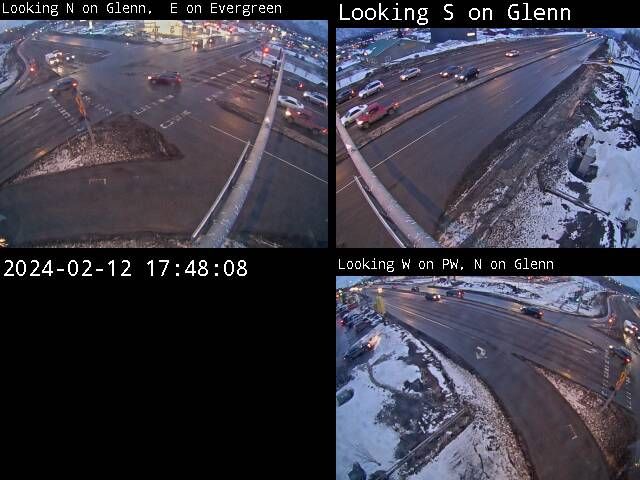 Looking N on Glenn,  E on Evergreen
Looking S on Glenn
2024-02-12 17:48:08
Looking W on PW, N on Glenn